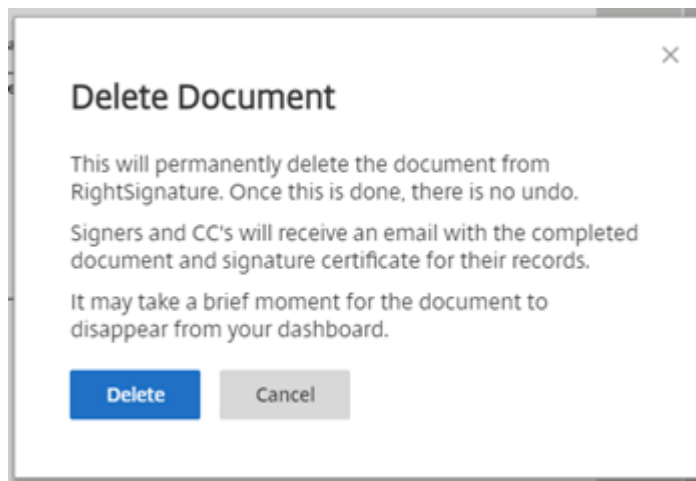 Delete Document
This will permanently delete the document from
RightSignature. Once this is done, there is no undo.
Signers and CC's will receive an email with the completed
document and signature certificate for their records.
It may take a brief moment for the document to
disappear from your dashboard.
Delete
Cancel